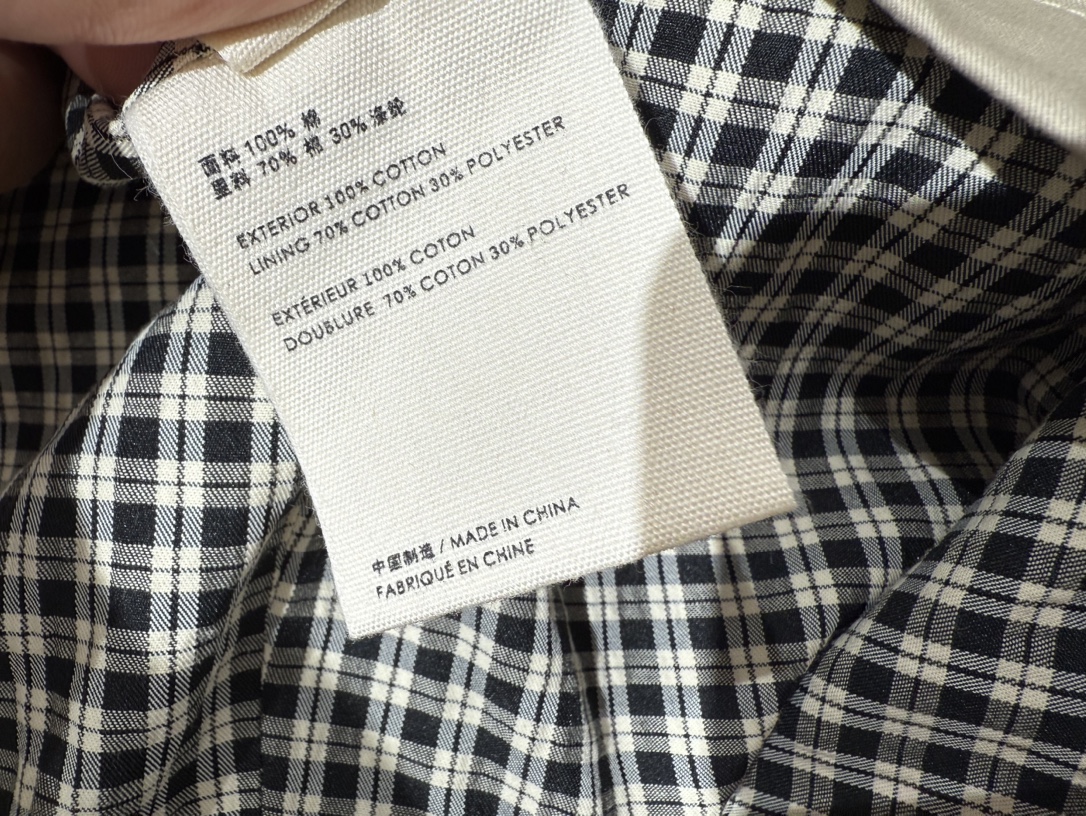 面料 100% 棉
里料 70% 棉 30% 涤纶
EXTERIOR 100% COTTON
LINING 70% COTTON 30% POLYESTER
EXTÉRIEUR 100% COTON
DOUBLURE 70% COTON 30% POLYESTER
中国制造 / MADE IN CHINA
FABRIQUÉ EN CHINE